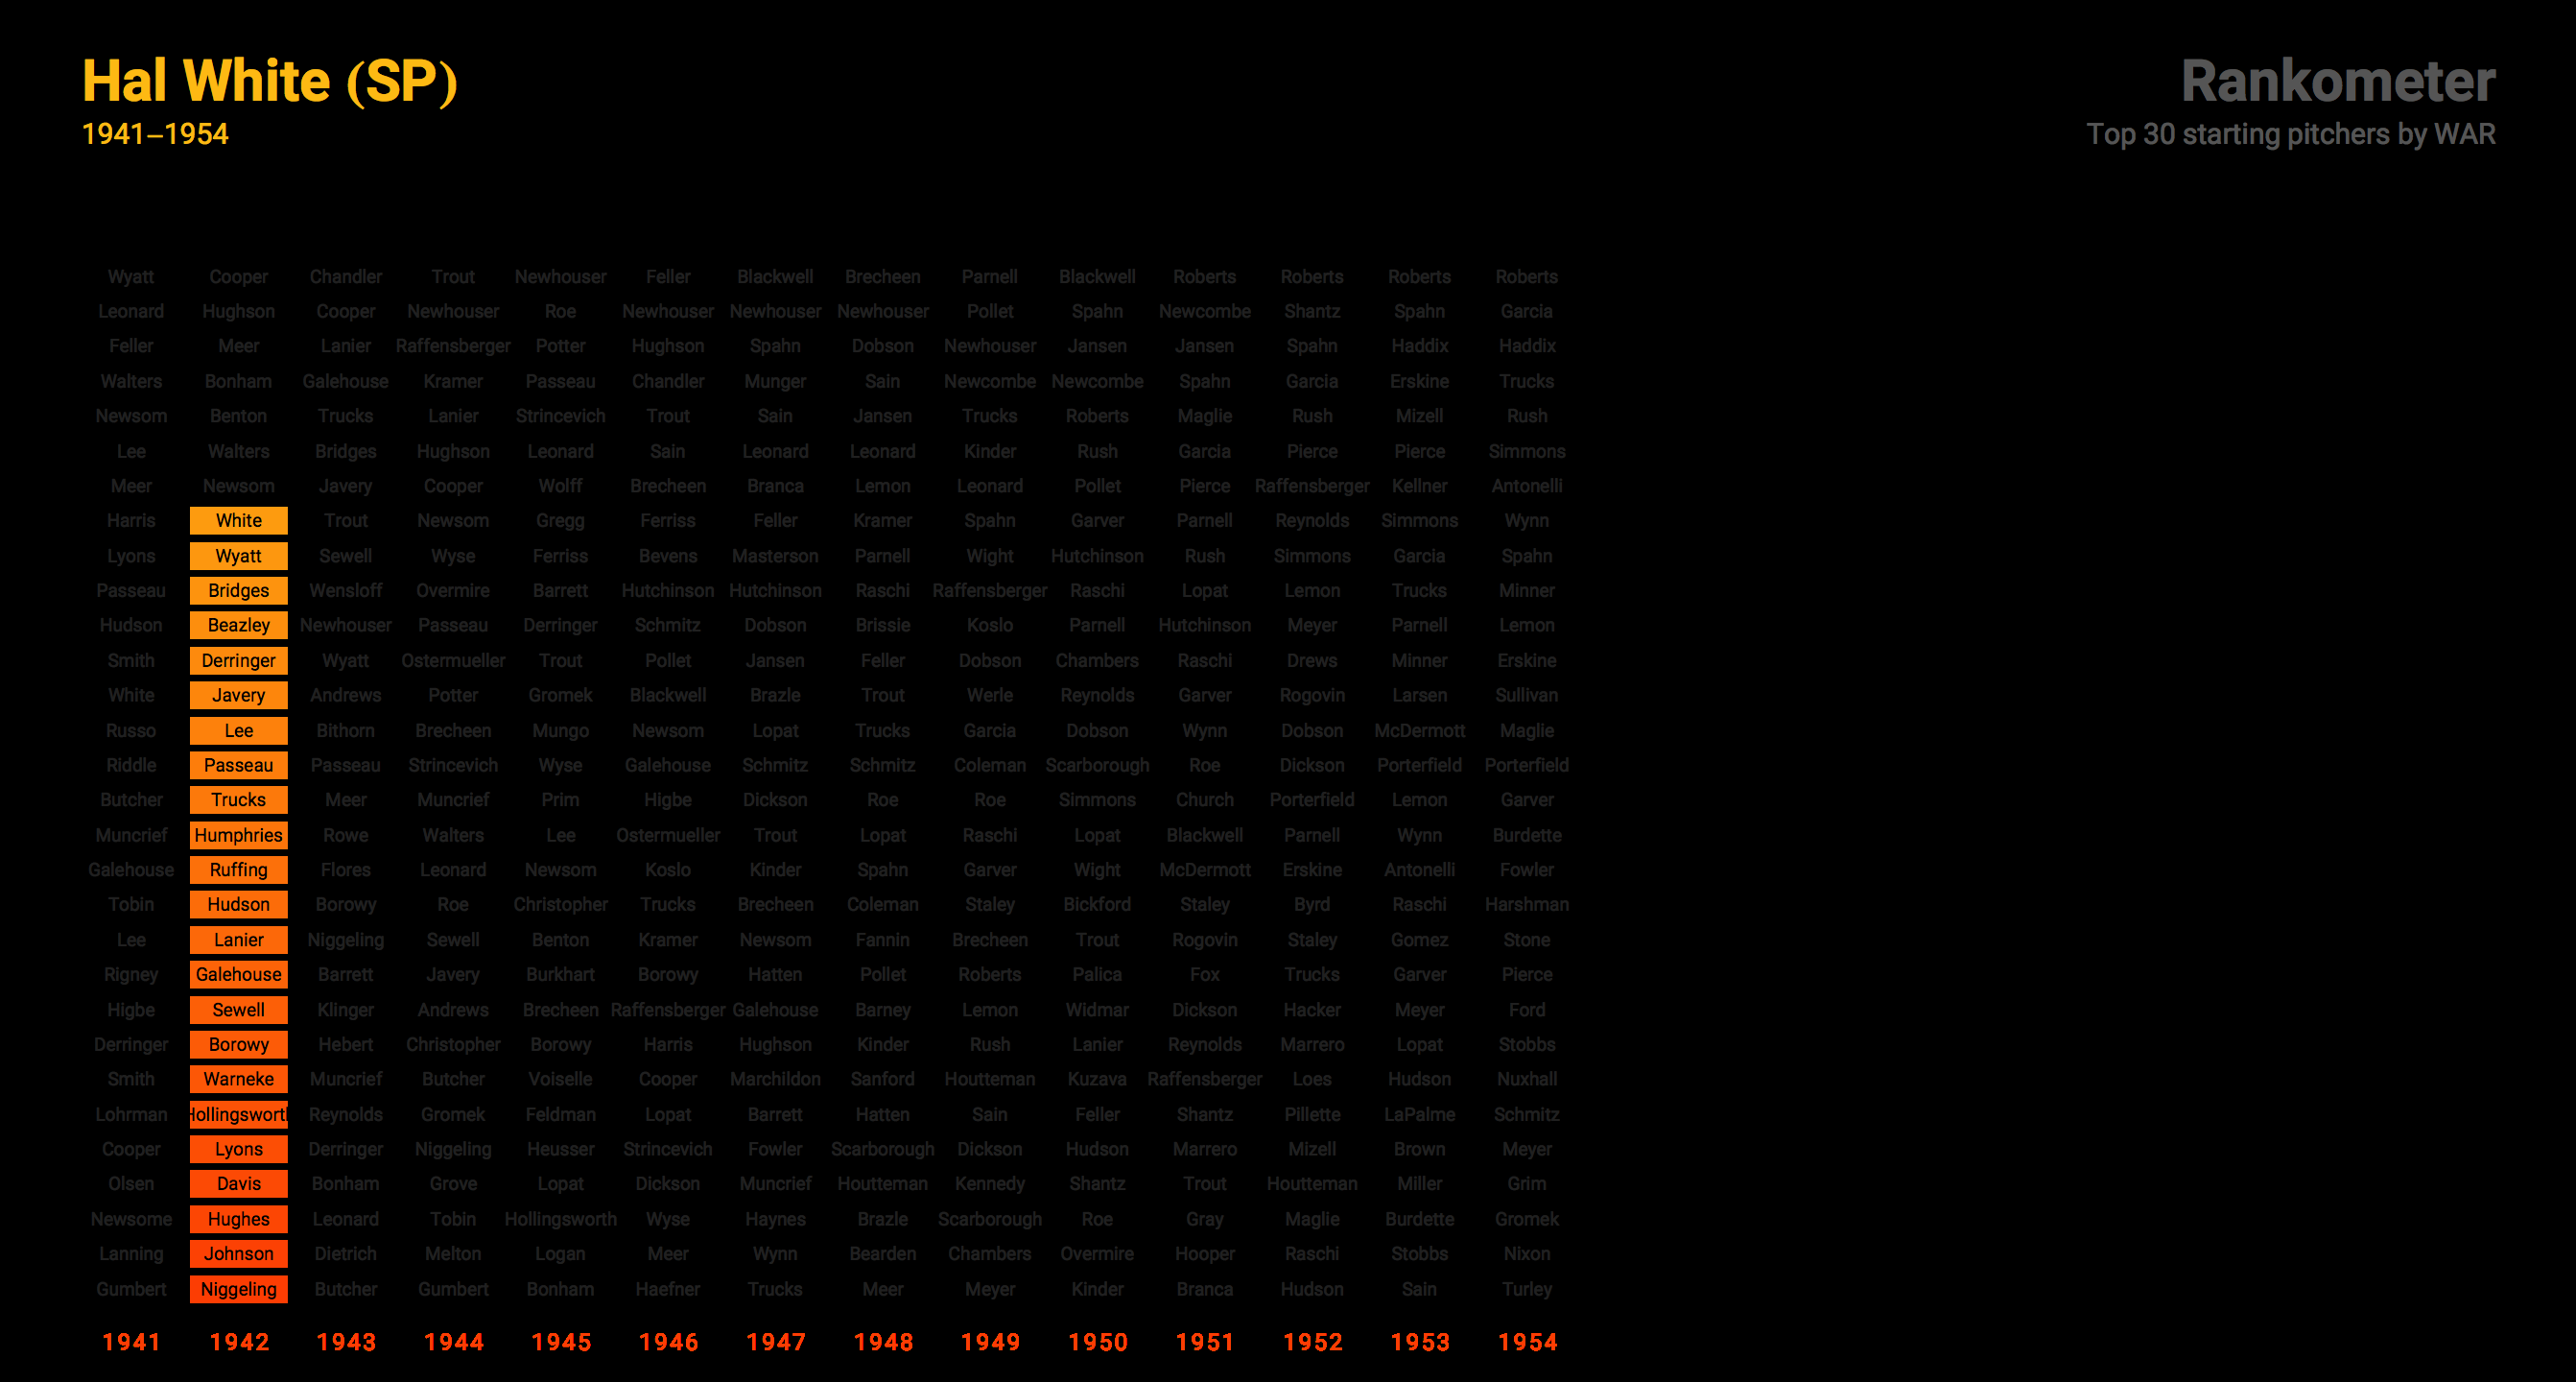 Hal White (SP)
1941–1954
Rankometer
Top 30 starting pitchers by WAR
Wyatt Cooper Chandler Trout Newhouser Feller Blackwell Brecheen Parnell Blackwell Roberts Roberts Roberts Roberts
Leonard Hughson Cooper Newhouser Roe Newhouser Newhouser Newhouser Pollet Spahn Newcombe Shantz Spahn Garcia
Feller Meer Lanier Raffensberger Potter Hughson Spahn Dobson Newhouser Jansen Jansen Spahn Haddix Haddix
Walters Bonham Galehouse Kramer Passeau Chandler Munger Sain Newcombe Newcombe Spahn Garcia Erskine Trucks
Newsom Benton Trucks Lanier Strincevich Trout Sain Jansen Trucks Roberts Maglie Rush Mizell Rush
Lee Walters Bridges Hughson Leonard Sain Leonard Leonard Kinder Rush Garcia Pierce Pierce Simmons
Meer Newsom Javery Cooper Wolff Brecheen Branca Lemon Leonard Pollet Pierce Raffensberger Kellner Antonelli
Harris White Trout Newsom Gregg Ferriss Feller Kramer Spahn Garver Parnell Reynolds Simmons Wynn
Lyons Wyatt Sewell Wyse Ferriss Bevens Masterson Parnell Wight Hutchinson Rush Simmons Garcia Spahn
Passeau Bridges Wensloff Overmire Barrett Hutchinson Hutchinson Raschi Raffensberger Raschi Lopat Lemon Trucks Minner
Hudson Beazley Newhouser Passeau Derringer Schmitz Dobson Brissie Koslo Parnell Hutchinson Meyer Parnell Lemon
Smith Derringer Wyatt Ostermueller Trout Pollet Jansen Feller Dobson Chambers Raschi Drews Minner Erskine
White Javery Andrews Potter Gromek Blackwell Brazle Trout Werle Reynolds Garver Rogovin Larsen Sullivan
Russo Lee Bithorn Brecheen Mungo Newsom Lopat Trucks Garcia Dobson Wynn Dobson McDermott Maglie
Riddle Passeau Passeau Strincevich Wyse Galehouse Schmitz Schmitz Coleman Scarborough Roe Dickson Porterfield Porterfield
Butcher Trucks Meer Muncrief Prim Higbe Dickson Roe Roe Simmons Church Porterfield Lemon Garver
Muncrief Humphries Rowe Walters Lee Ostermueller Trout Lopat Raschi Lopat Blackwell Parnell Wynn Burdette
Galehouse Ruffing Flores Leonard Newsom Koslo Kinder Spahn Garver Wight McDermott Erskine Antonelli Fowler
Tobin Hudson Borowy Roe Christopher Trucks Brecheen Coleman Staley Bickford Staley Byrd Raschi Harshman
Lee Lanier Niggeling Sewell Benton Kramer Newsom Fannin Brecheen Trout Rogovin Staley Gomez Stone
Rigney Galehouse Barrett Javery Burkhart Borowy Hatten Pollet Roberts Palica Fox Trucks Garver Pierce
Higbe Sewell Klinger Andrews Brecheen Raffensberger Galehouse Barney Lemon Widmar Dickson Hacker Meyer Ford
Derringer Borowy Hebert Christopher Borowy Harris Hughson Kinder Rush Lanier Reynolds Marrero Lopat Stobbs
Smith Warneke Muncrief Butcher Voiselle Cooper Marchildon Sanford Houtteman Kuzava Raffensberger Loes Hudson Nuxhall
Lohrman Hollingsworth Reynolds Gromek Feldman Lopat Barrett Hatten Sain Feller Shantz Pillette LaPalme Schmitz
Cooper Lyons Derringer Niggeling Heusser Strincevich Fowler Scarborough Dickson Hudson Marrero Mizell Brown Meyer
Olsen Davis Bonham Grove Lopat Dickson Muncrief Houtteman Kennedy Shantz Trout Houtteman Miller Grim
Newsome Hughes Leonard Tobin Hollingsworth Wyse Haynes Brazle Scarborough Roe Gray Maglie Burdette Gromek
Lanning Johnson Dietrich Melton Logan Meer Wynn Bearden Chambers Overmire Hooper Raschi Stobbs Nixon
Gumbert Niggeling Butcher Gumbert Bonham Haefner Trucks Meer Meyer Kinder Branca Hudson Sain Turley
1941 1942 1943 1944 1945 1946 1947 1948 1949 1950 1951 1952 1953 1954